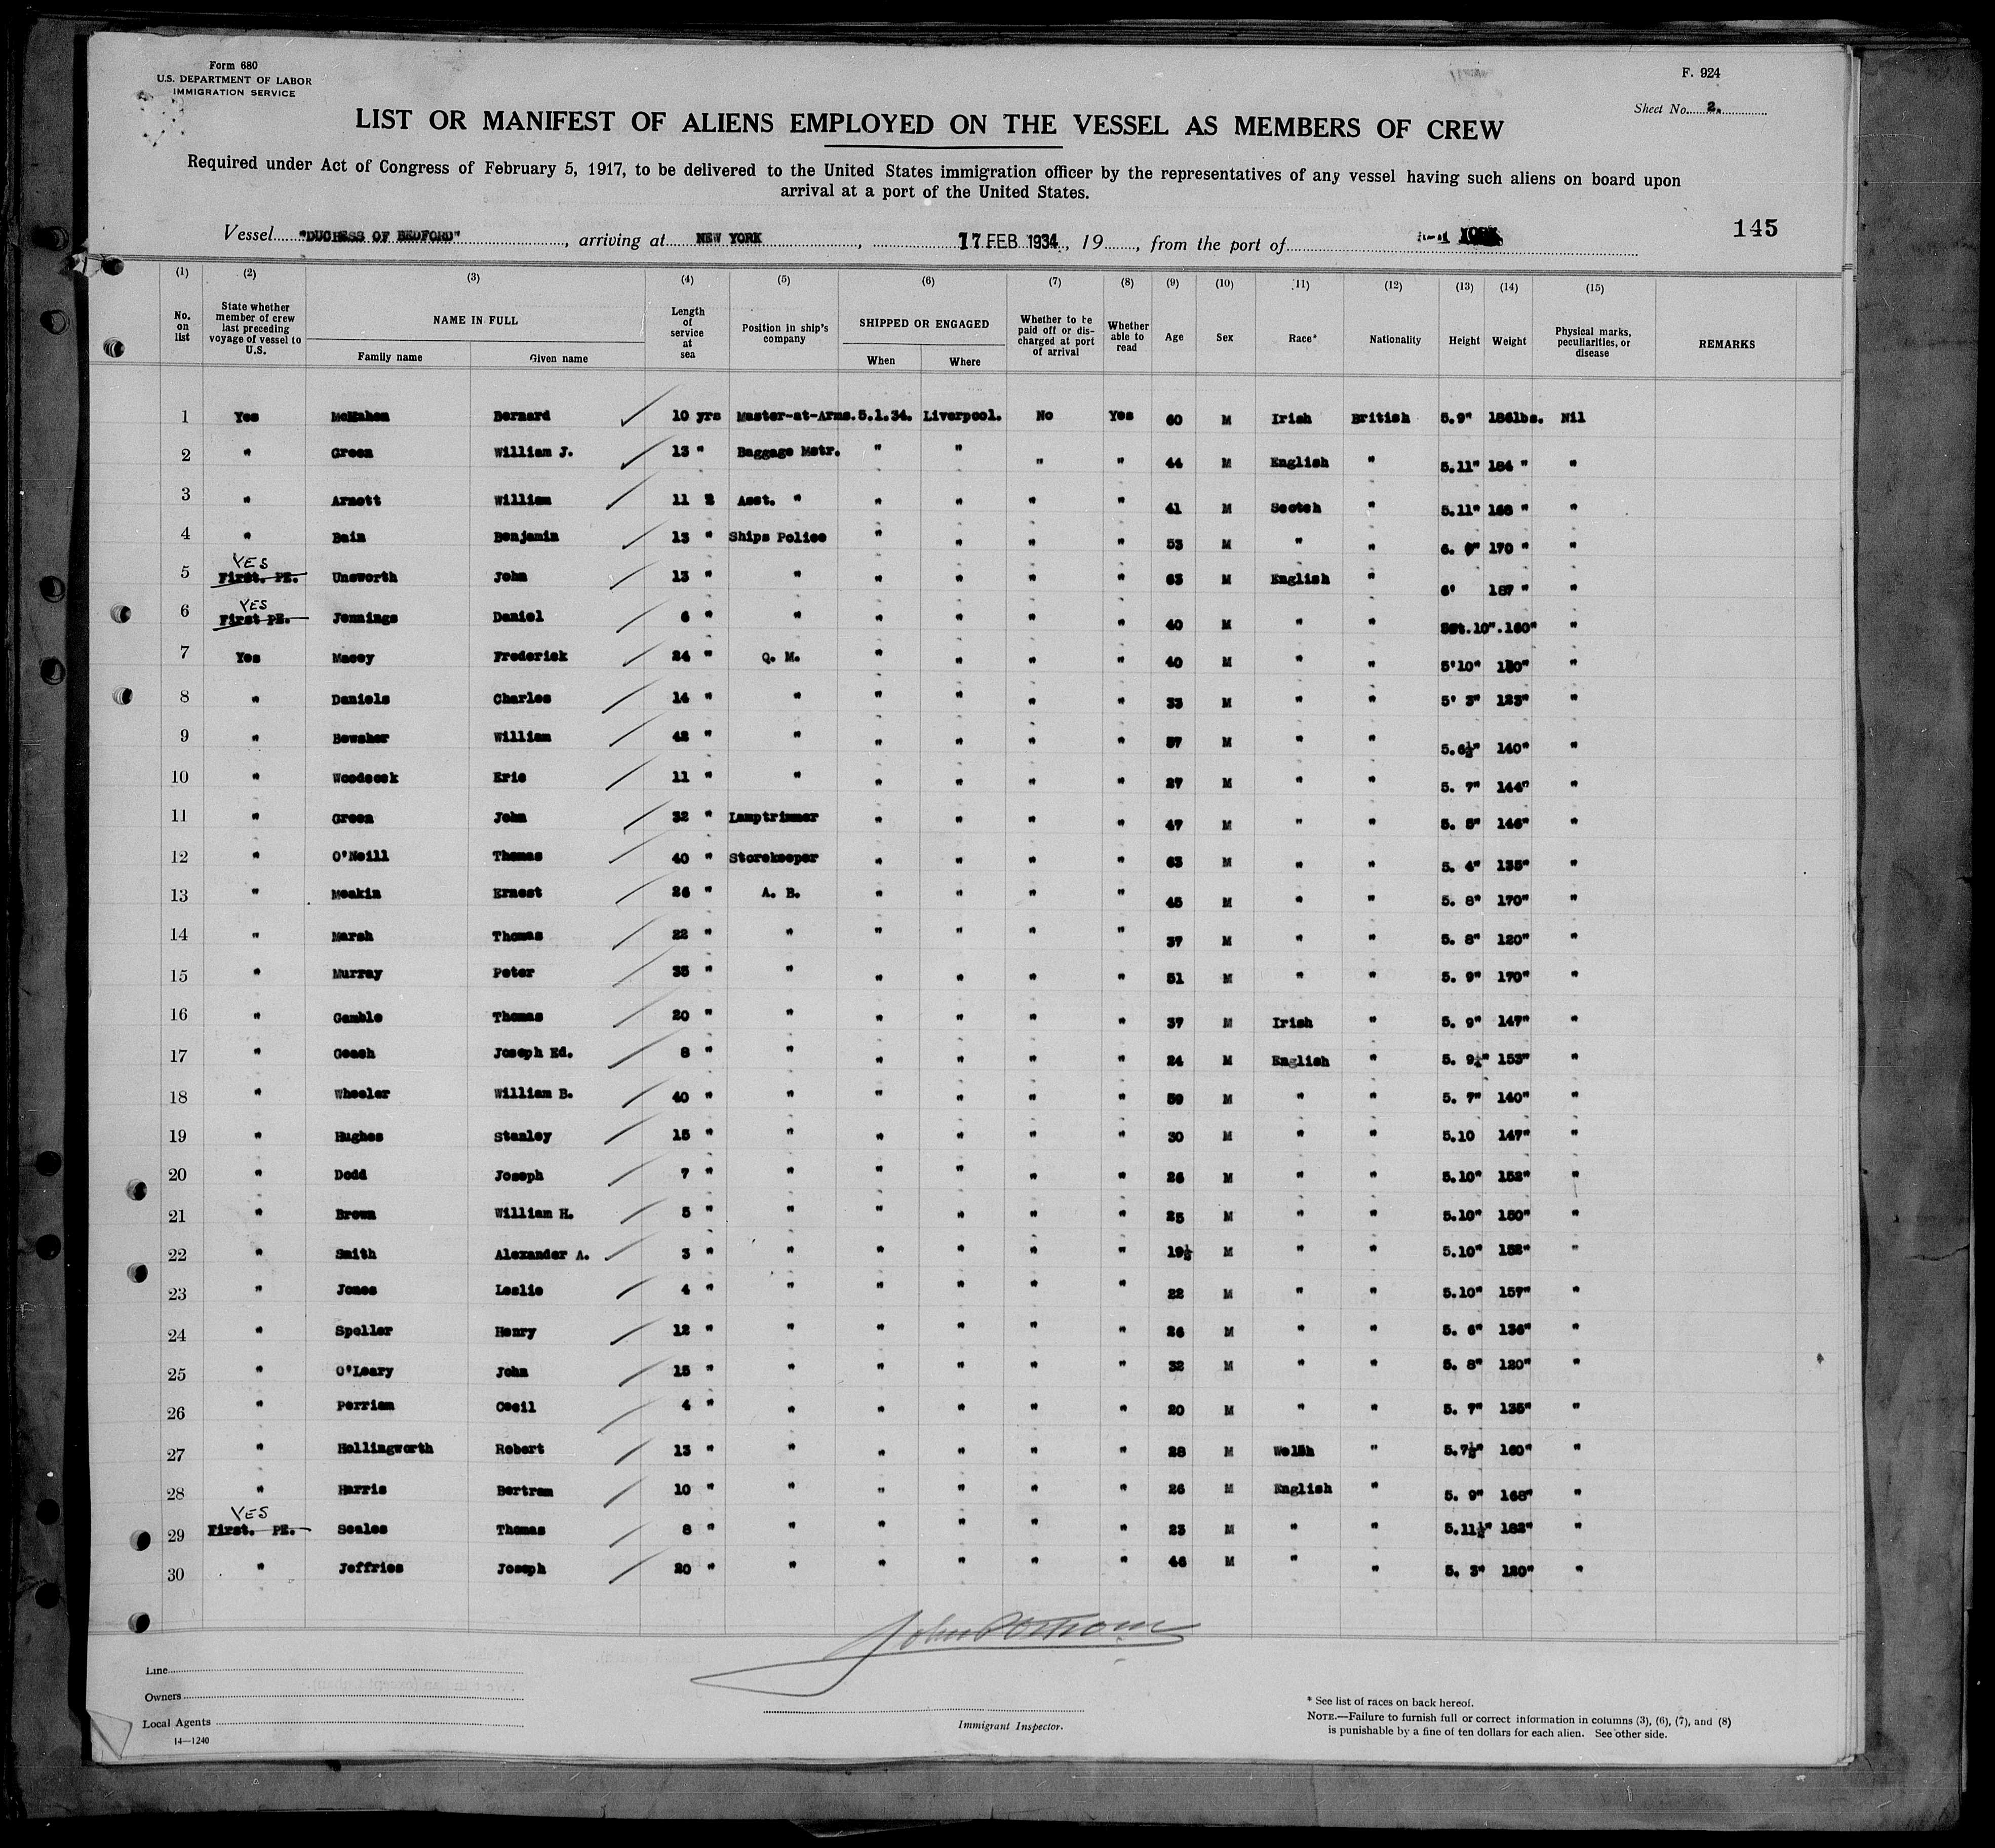 Form 680
U.S. DEPARTMENT OF LABOR
IMMIGRATION SERVICE
F. 924
Sheet No. 2.
LIST OR MANIFEST OF ALIENS EMPLOYED ON THE VESSEL AS MEMBERS OF CREW
Required under Act of Congress of February 5, 1917, to be delivered to the United States immigration officer by the representatives of any vessel having such aliens on board upon
arrival at a port of the United States.
145
Vessel "DUCHESS OF BEDFORD", arriving at NEW YORK, 17 FEB 1934, 19, from the port of YORK
(1) (2) (3) (4) (5) (6) (7) (8) (9) (10) (11) (12) (13) (14) (15)
No. on list | State whether member of crew last preceding voyage of vessel to U.S. | NAME IN FULL | Family name | Given name | Length of service at sea | Position in ship's company | SHIPPED OR ENGAGED | When | Where | Whether to be paid off or discharged at port of arrival | Whether able to read | Age | Sex | Race* | Nationality | Height | Weight | Physical marks, peculiarities, or disease | REMARKS
1 Yes McMahon Bernard 10 yrs Master-at-Arms. 5.1.34. Liverpool. No Yes 60 M Irish British 5.9" 186lbs. Nil
2 " Green William J. 13 " Baggage Mstr. " " " " 44 M English " 5.11" 184 " "
3 " Arnott William 11 Asst. " " " " " 41 M Scotch " 5.11" 168 " "
4 " Bain Benjamin 13 " Ships Police " " " " 53 M " " 6. 170 " "
5 YES First. PE. Unsworth John 13 " " " " " " 63 M English " 6' 187 " "
6 YES First PE. Jennings Daniel 6 " " " " " " 40 M " " 10". 160" "
7 Yes Macey Frederick 24 " Q. M. " " " " 40 M " " 5'10" "
8 " Daniels Charles 14 " " " " " " 33 M " " 5' 3" 123" "
9 " Bowsher William 42 " " " " " " 57 M " " 5.6½" 140" "
10 " Woodcock Eric 11 " " " " " " 27 M " " 5. 7" 144" "
11 " Green John 32 " Lamptrimmer " " " " 47 M " " 5. 5" 146" "
12 " O'Neill Thomas 40 " Storekeeper " " " " 63 M " " 5. 4" 135" "
13 " Meakin Ernest 26 " A. B. " " " " 45 M " " 5. 8" 170" "
14 " Marsh Thomas 22 " " " " " " 37 M " " 5. 8" 120" "
15 " Murray Peter 35 " " " " " " 51 M " " 5. 9" 170" "
16 " Gamble Thomas 20 " " " " " " 37 M Irish " 5. 9" 147" "
17 " Geach Joseph Ed. 8 " " " " " " 24 M English " 5. 9¼" 153" "
18 " Wheeler William B. 40 " " " " " " 59 M " " 5. 7" 140" "
19 " Hughes Stanley 15 " " " " " " 30 M " " 5.10 147" "
20 " Dodd Joseph 7 " " " " " " 26 M " " 5.10" 152" "
21 " Brown William H. 5 " " " " " " 25 M " " 5.10" 150" "
22 " Smith Alexander A. 3 " " " " " " 19½ M " " 5.10" 152" "
23 " Jones Leslie 4 " " " " " " 22 M " " 5.10" 157" "
24 " Speller Henry 12 " " " " " " 26 M " " 5. 6" 136" "
25 " O'Leary John 15 " " " " " " 32 M " " 5. 8" 120" "
26 " Perriam Cecil 4 " " " " " " 20 M " " 5. 7" 135" "
27 " Hollingworth Robert 13 " " " " " " 28 M Welsh " 5.7½" 160" "
28 " Harris Bertram 10 " " " " " " 26 M English " 5. 9" 168" "
29 YES First. PE. Scales Thomas 8 " " " " " " 23 M " " 5.11½" 182" "
30 " Jeffries Joseph 20 " " " " " " 46 M " " 5. 3" 120" "
Line
Owners
Local Agents
14—1240
Immigrant Inspector.
* See list of races on back hereof.
NOTE.—Failure to furnish full or correct information in columns (3), (6), (7), and (8)
is punishable by a fine of ten dollars for each alien. See other side.